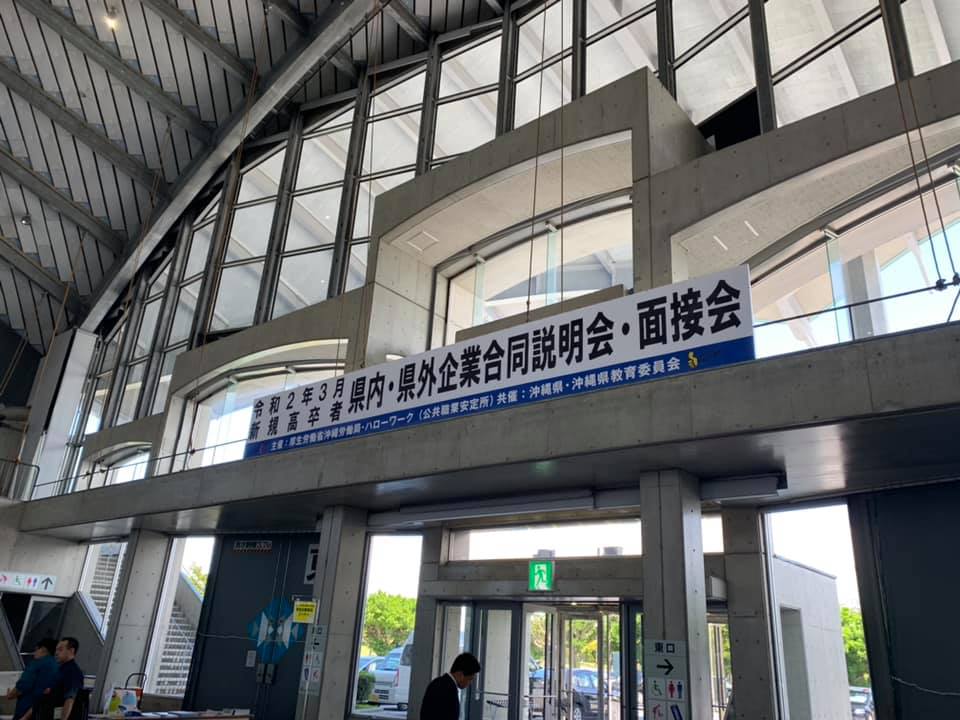 令和2年3月
新規高卒者
県内・県外企業合同説明会・面接会
主催：厚生労働省沖縄労働局・ハローワーク（公共職業安定所）共催：沖縄県・沖縄県教育委員会
東口